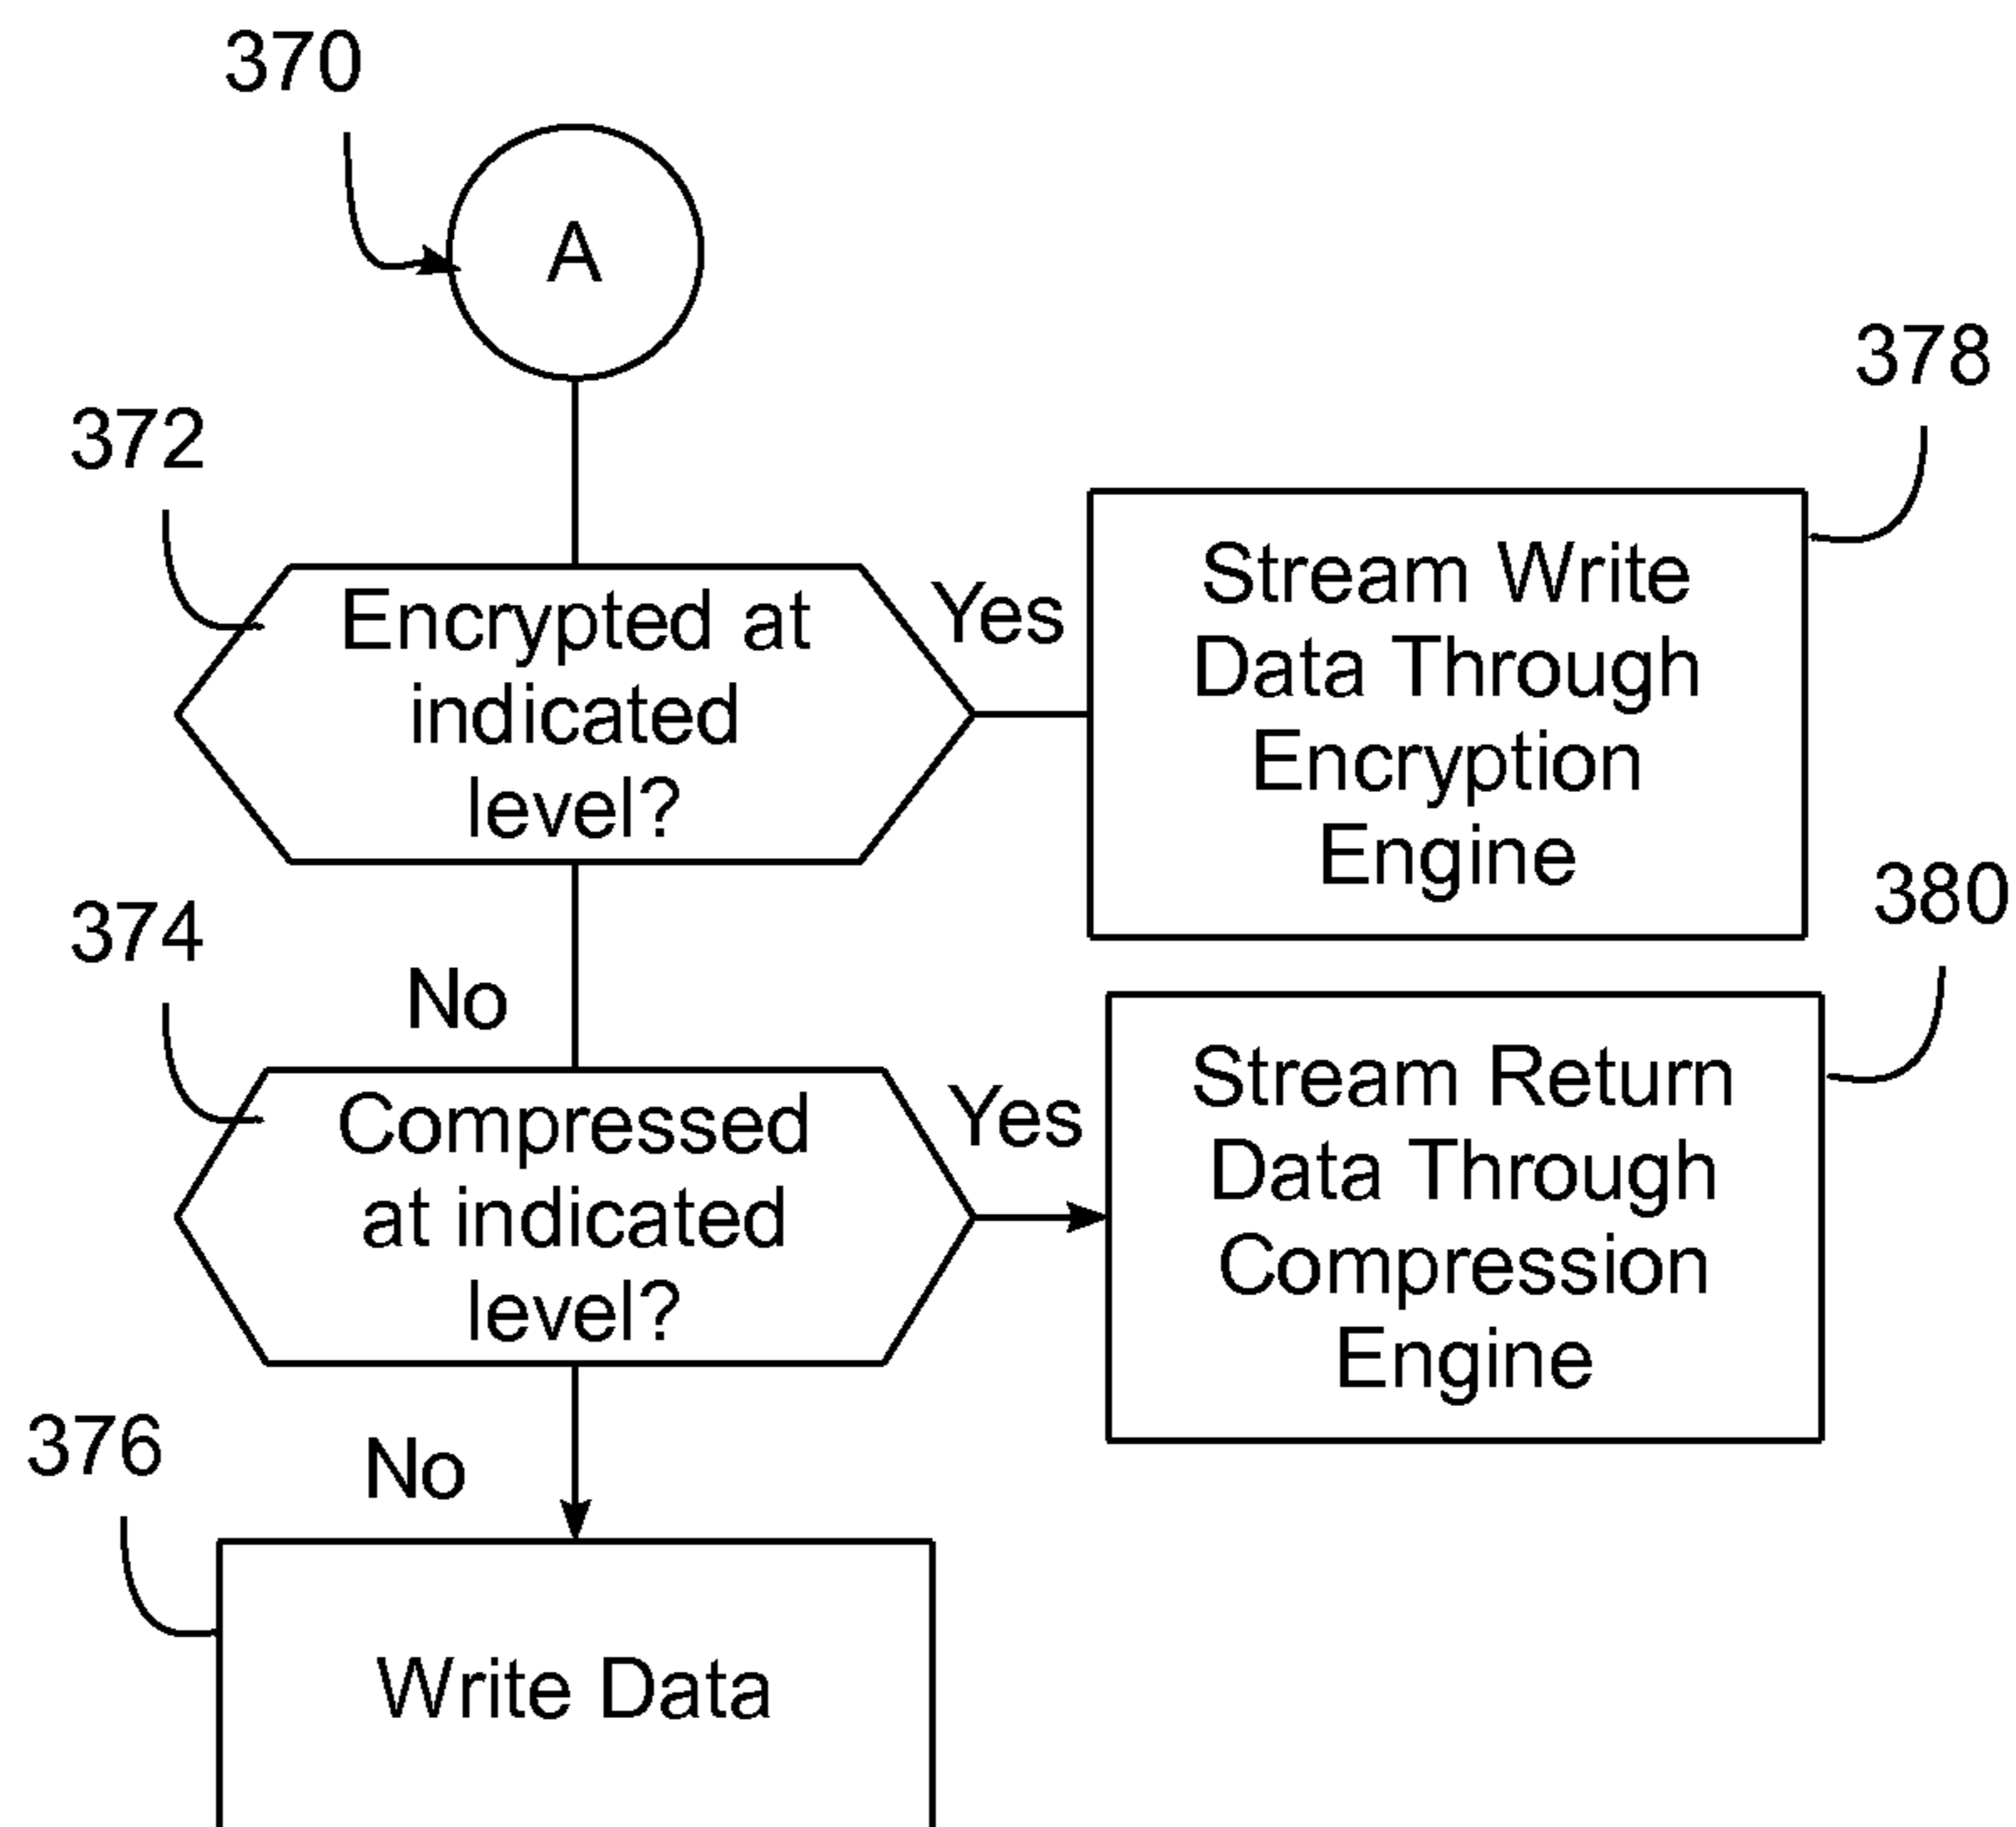 370
A
372
Encrypted at
indicated
level?
Yes
378
Stream Write
Data Through
Encryption
Engine
No
374
Compressed
at indicated
level?
Yes
380
Stream Return
Data Through
Compression
Engine
No
376
Write Data